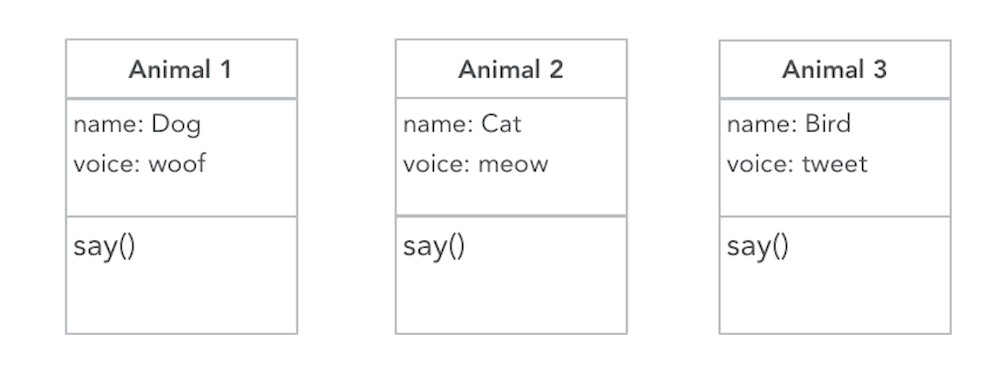 Animal 1
name: Dog
voice: woof
say()
Animal 2
name: Cat
voice: meow
say()
Animal 3
name: Bird
voice: tweet
say()